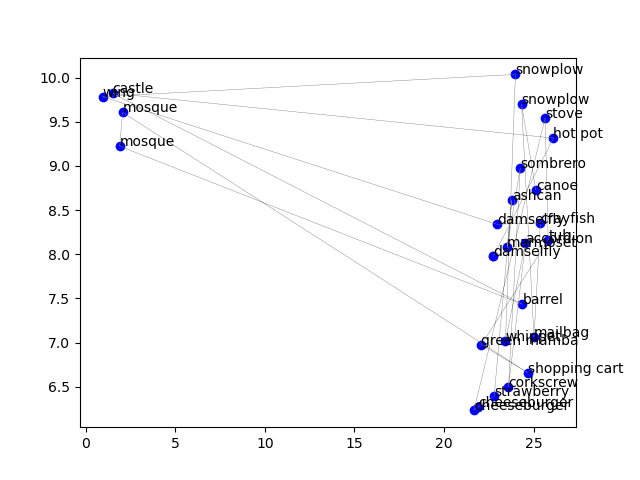 snowplow
castle
wing
snowplow
mosque
stove
hot pot
mosque
sombrero
canoe
ashcan
damselfly
crayfish
tub
accordion
marmoset
damselfly
barrel
mailbag
whippet
green mamba
shopping cart
corkscrew
strawberry
cheeseburger
cheeseburger
10.0
9.5
9.0
8.5
8.0
7.5
7.0
6.5
0 5 10 15 20 25